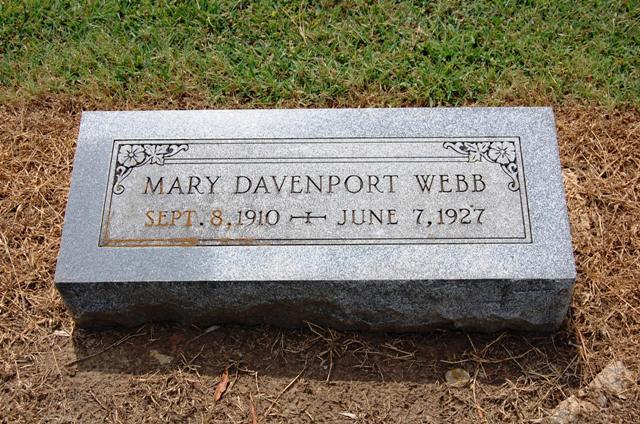 MARY DAVENPORT WEBB
SEPT. 8, 1910 - JUNE 7, 1927